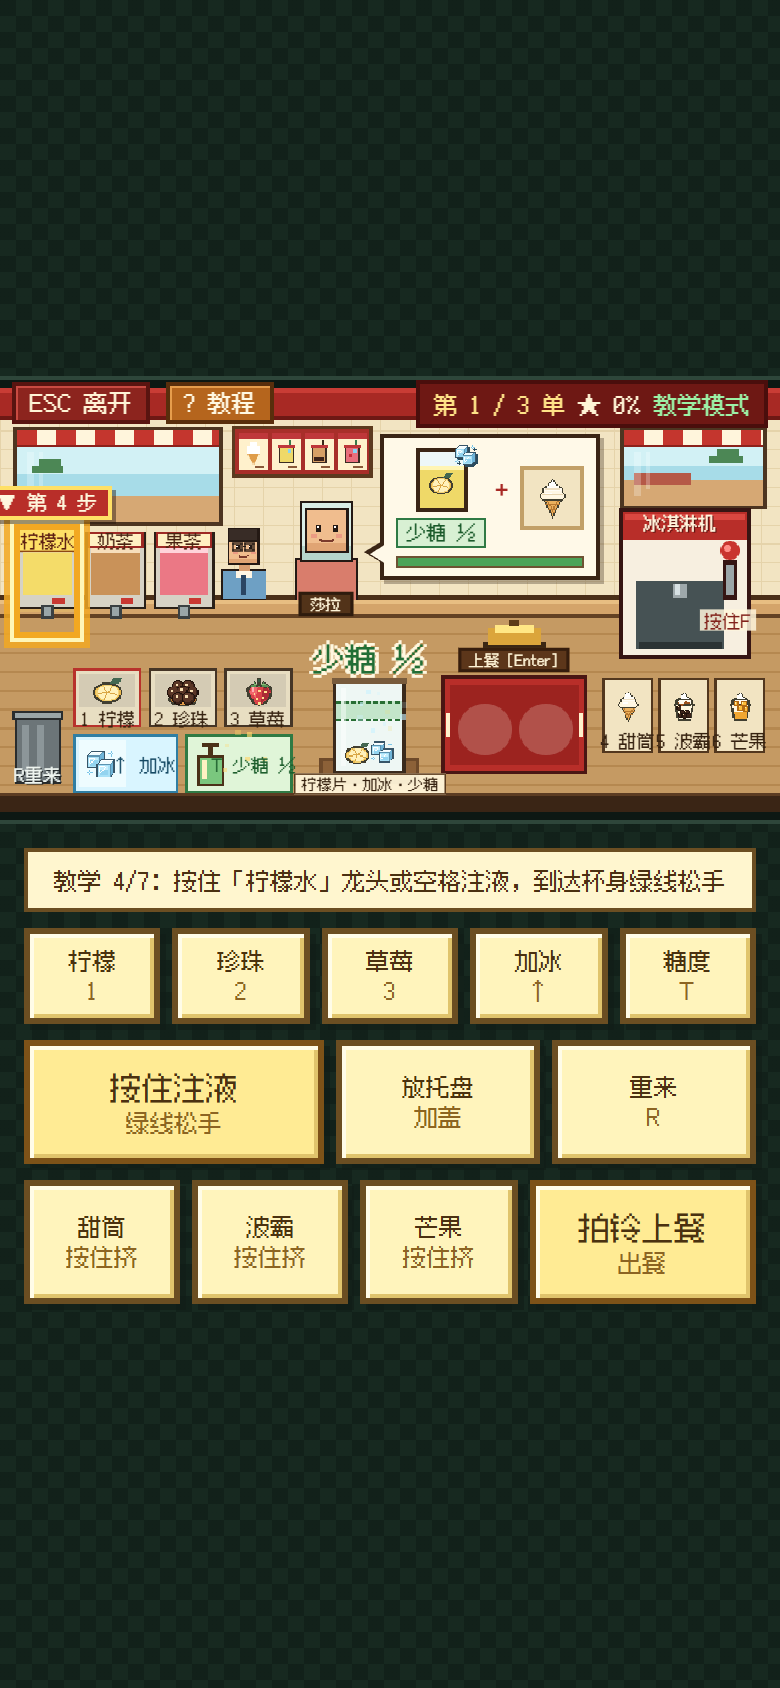 ESC 离开
? 教程
第 1 / 3 单 ★ 0% 教学模式
▼ 第 4 步
柠檬水
奶茶
果茶
莎拉
+
少糖 ½
冰淇淋机
按住F
少糖 ½
上餐 [Enter]
1 柠檬
2 珍珠
3 草莓
4 甜筒
5 波霸
6 芒果
R重来
↑ 加冰
T 少糖 ½
柠檬片·加冰·少糖
教学 4/7: 按住「柠檬水」龙头或空格注液, 到达杯身绿线松手
柠檬
1
珍珠
2
草莓
3
加冰
↑
糖度
T
按住注液
绿线松手
放托盘
加盖
重来
R
甜筒
按住挤
波霸
按住挤
芒果
按住挤
拍铃上餐
出餐